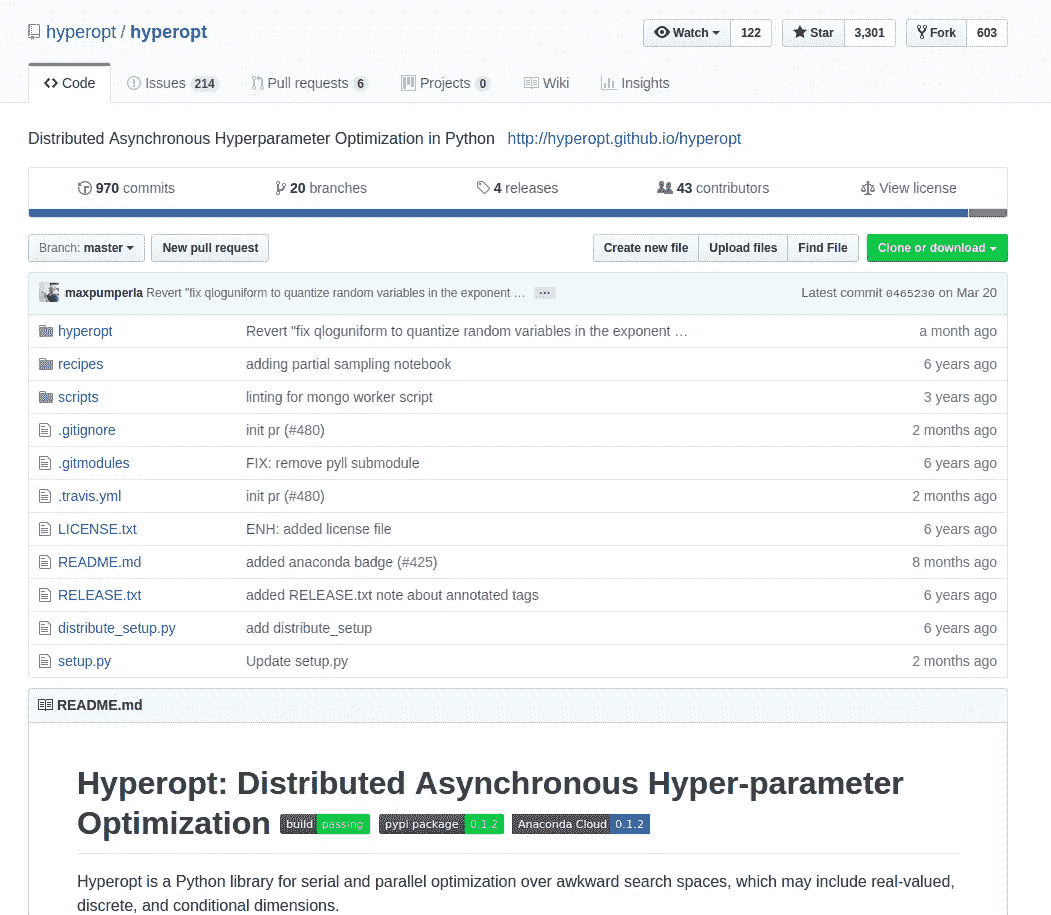 hyperopt / hyperopt
Watch 122 Star 3,301 Fork 603
Code Issues 214 Pull requests 6 Projects 0 Wiki Insights
Distributed Asynchronous Hyperparameter Optimization in Python http://hyperopt.github.io/hyperopt
970 commits 20 branches 4 releases 43 contributors View license
Branch: master New pull request Create new file Upload files Find File Clone or download
maxpumperla Revert "fix qloguniform to quantize random variables in the exponent … ... Latest commit 0465230 on Mar 20
hyperopt Revert "fix qloguniform to quantize random variables in the exponent … a month ago
recipes adding partial sampling notebook 6 years ago
scripts linting for mongo worker script 3 years ago
.gitignore init pr (#480) 2 months ago
.gitmodules FIX: remove pyll submodule 6 years ago
.travis.yml init pr (#480) 2 months ago
LICENSE.txt ENH: added license file 6 years ago
README.md added anaconda badge (#425) 8 months ago
RELEASE.txt added RELEASE.txt note about annotated tags 6 years ago
distribute_setup.py add distribute_setup 6 years ago
setup.py Update setup.py 2 months ago
README.md
Hyperopt: Distributed Asynchronous Hyper-parameter
Optimization build passing pypi package 0.1.2 Anaconda Cloud 0.1.2
Hyperopt is a Python library for serial and parallel optimization over awkward search spaces, which may include real-valued,
discrete, and conditional dimensions.